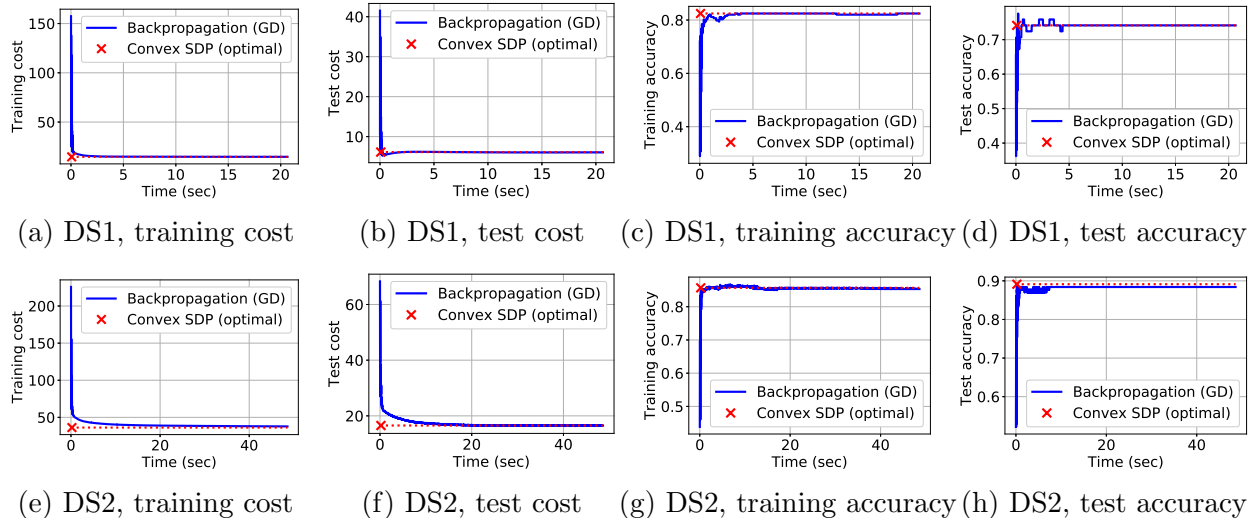 Training cost
150
100
50
0
5
10
15
20
Time (sec)
Backpropagation (GD)
Convex SDP (optimal)
(a) DS1, training cost
Test cost
40
30
20
10
0
5
10
15
20
Time (sec)
Backpropagation (GD)
Convex SDP (optimal)
(b) DS1, test cost
Training accuracy
0.8
0.6
0.4
0
5
10
15
20
Time (sec)
Backpropagation (GD)
Convex SDP (optimal)
(c) DS1, training accuracy
Test accuracy
0.7
0.6
0.5
0.4
0
5
10
15
20
Time (sec)
Backpropagation (GD)
Convex SDP (optimal)
(d) DS1, test accuracy
Training cost
200
150
100
50
0
20
40
Time (sec)
Backpropagation (GD)
Convex SDP (optimal)
(e) DS2, training cost
Test cost
60
40
20
0
20
40
Time (sec)
Backpropagation (GD)
Convex SDP (optimal)
(f) DS2, test cost
Training accuracy
0.8
0.7
0.6
0.5
0
20
40
Time (sec)
Backpropagation (GD)
Convex SDP (optimal)
(g) DS2, training accuracy
Test accuracy
0.9
0.8
0.7
0.6
0
20
40
Time (sec)
Backpropagation (GD)
Convex SDP (optimal)
(h) DS2, test accuracy